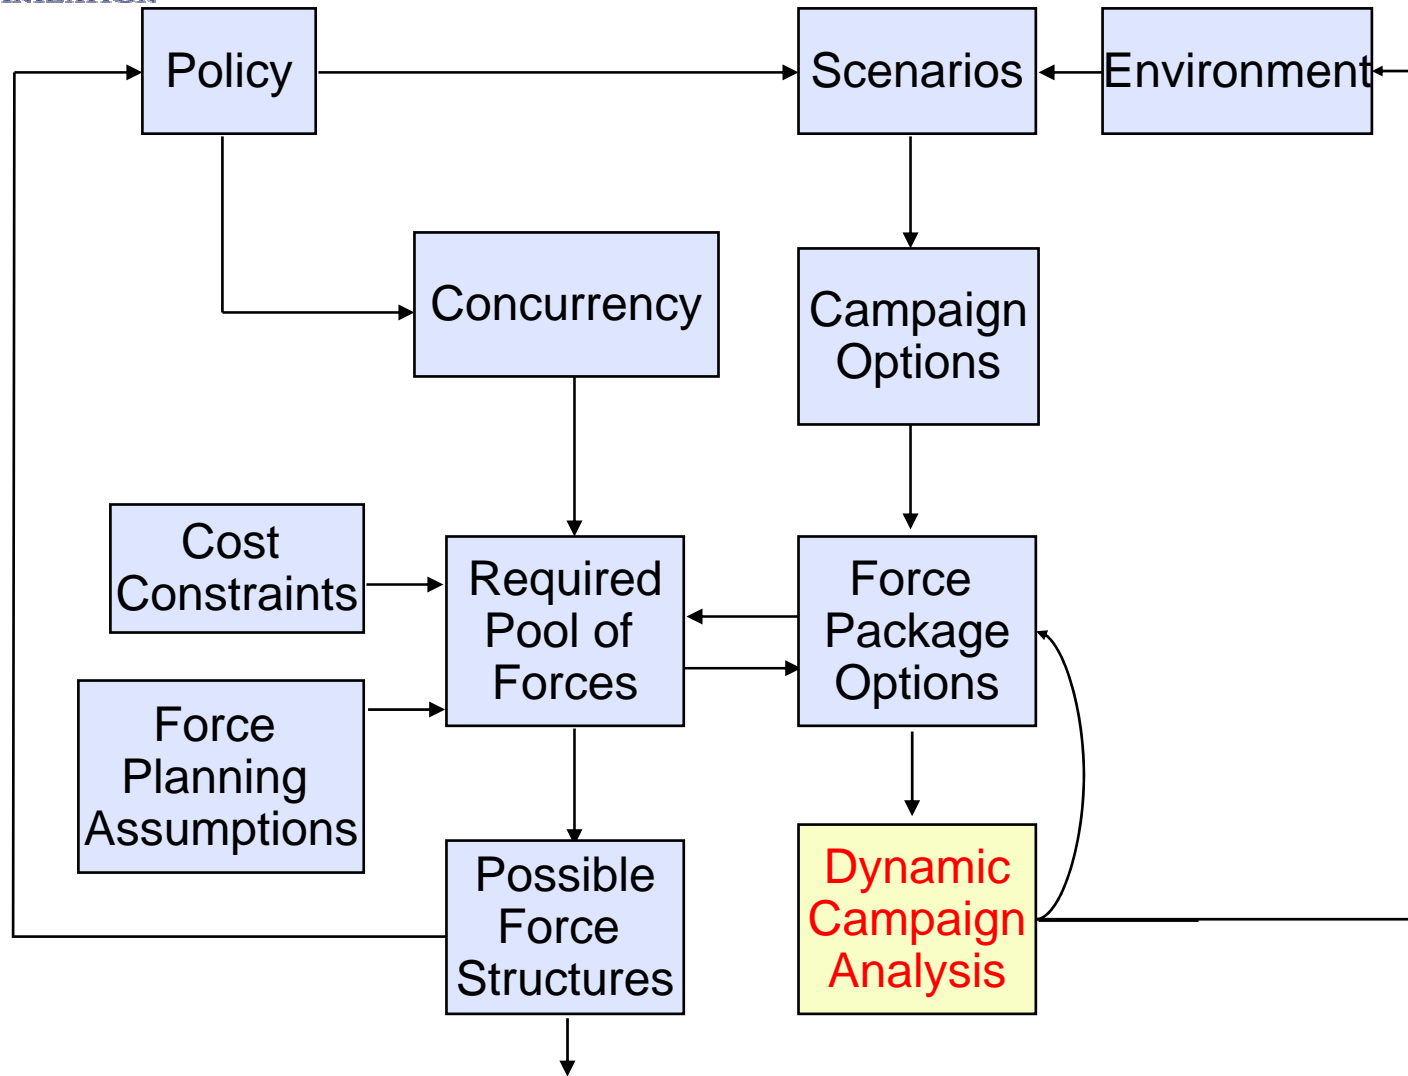 Policy
Scenarios
Environment
Concurrency
Campaign
Options
Cost
Constraints
Required
Pool of
Forces
Force
Package
Options
Force
Planning
Assumptions
Possible
Force
Structures
Dynamic
Campaign
Analysis